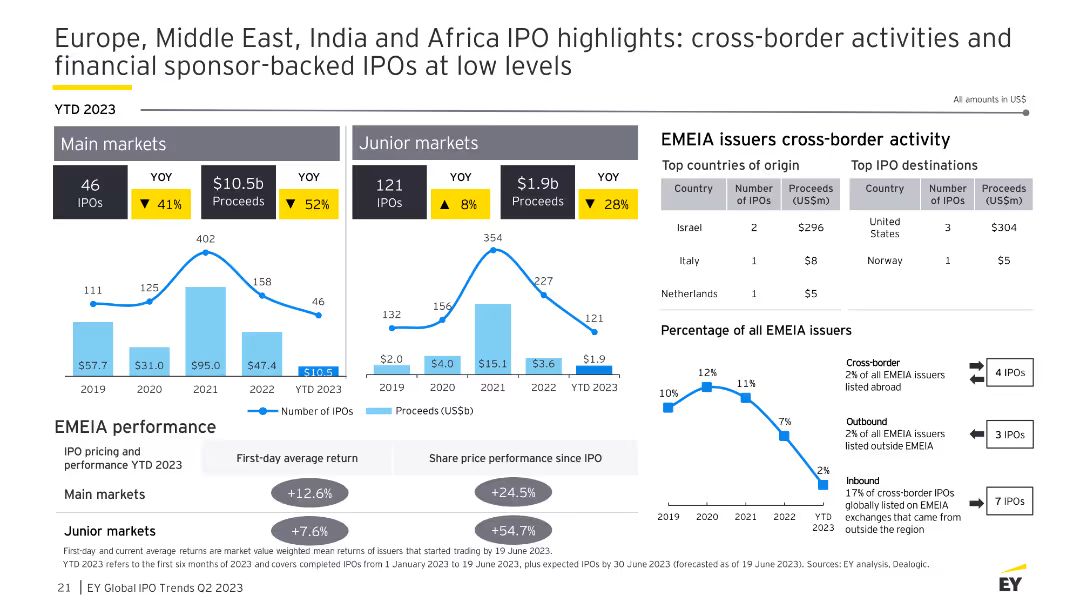 Europe, Middle East, India and Africa IPO highlights: cross-border activities and
financial sponsor-backed IPOs at low levels
All amounts in US$
YTD 2023
Main markets
46
IPOs
YOY
▼ 41%
$10.5b
Proceeds
YOY
▼ 52%
111
125
402
158
46
$57.7
$31.0
$95.0
$47.4
$10.5
2019
2020
2021
2022
YTD 2023
Junior markets
121
IPOs
YOY
▲ 8%
$1.9b
Proceeds
YOY
▼ 28%
132
156
354
227
121
$2.0
$4.0
$15.1
$3.6
$1.9
2019
2020
2021
2022
YTD 2023
Number of IPOs
Proceeds (US$b)
EMEIA performance
IPO pricing and
performance YTD 2023
First-day average return
Share price performance since IPO
Main markets
+12.6%
+24.5%
Junior markets
+7.6%
+54.7%
EMEIA issuers cross-border activity
Top countries of origin
Country
Number
of IPOs
Proceeds
(US$m)
Israel 2 $296
Italy 1 $8
Netherlands 1 $5
Top IPO destinations
Country
Number
of IPOs
Proceeds
(US$m)
United
States
3 $304
Norway 1 $5
Percentage of all EMEIA issuers
10%
12%
11%
7%
2%
2019
2020
2021
2022
YTD
2023
Cross-border
2% of all EMEIA issuers
listed abroad
4 IPOs
Outbound
2% of all EMEIA issuers
listed outside EMEIA
3 IPOs
Inbound
17% of cross-border IPOs
globally listed on EMEIA
exchanges that came from
outside the region
7 IPOs
First-day and current average returns are market value weighted mean returns of issuers that started trading by 19 June 2023.
YTD 2023 refers to the first six months of 2023 and covers completed IPOs from 1 January 2023 to 19 June 2023, plus expected IPOs by 30 June 2023 (forecasted as of 19 June 2023). Sources: EY analysis, Dealogic.
21 | EY Global IPO Trends Q2 2023
EY